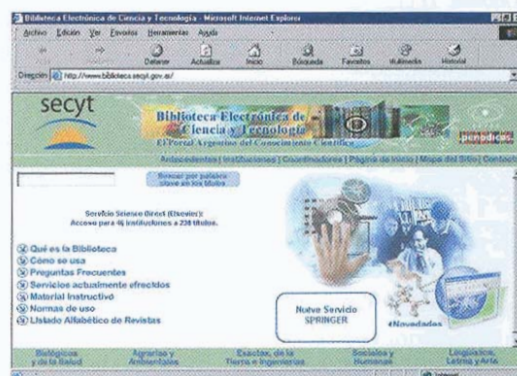 Biblioteca Electrónica de Ciencia y Tecnología - Microsoft Internet Explorer
Archivo Edición Ver Favoritos Herramientas Ayuda
Detener Actualizar Inicio Búsqueda Favoritos Multimedia Historial
Dirección http://www.biblioteca.secyt.gov.ar/
secyt
Biblioteca Electrónica de
Ciencia y Tecnología
El Portal Argentino del Conocimiento Científico
periódicos
Antecedentes | Instituciones | Coordinadores | Página de Inicio | Mapa del Sitio |
Buscar por palabra
clave en los títulos
Servicio Science Direct (Elsevier):
Acceso para 46 instituciones a 228 títulos.
Qué es la Biblioteca
Cómo se usa
Preguntas Frecuentes
Servicios actualmente ofrecidos
Material Instructivo
Normas de uso
Listado Alfabético de Revistas
Nuevo Servicio
SPRINGER
+Novedades
Biológicas
y de la Salud
Agrarias y
Ambientales
Exactas, de la
Tierra e Ingenierías
Sociales y
Humanas
Lingüística,
Letras y Arte
Internet